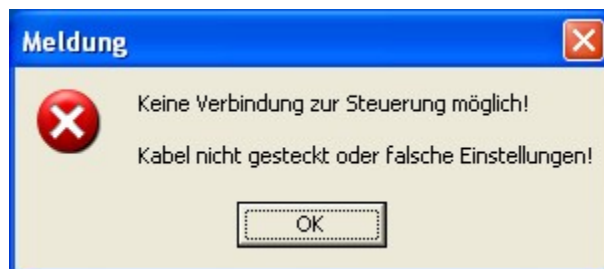 Meldung
Keine Verbindung zur Steuerung möglich!
Kabel nicht gesteckt oder falsche Einstellungen!
OK